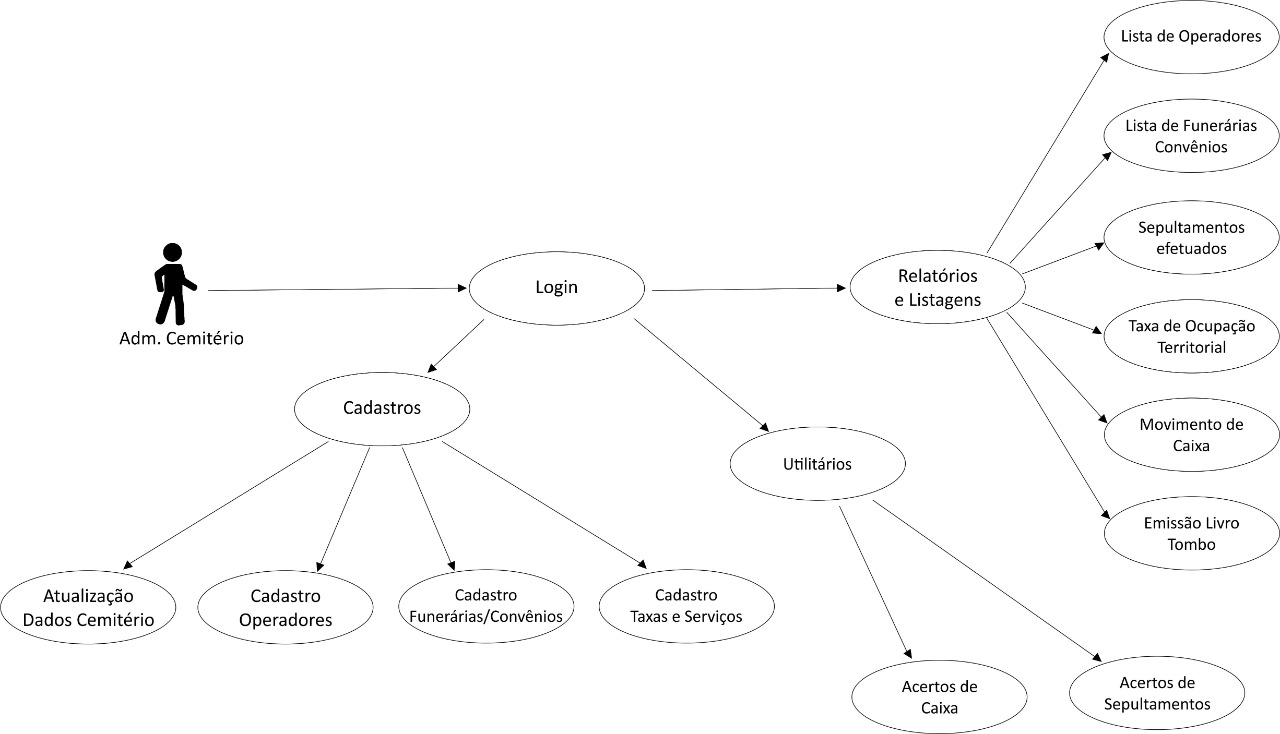 Lista de Operadores
Lista de Funerárias
Convênios
Sepultamentos
efetuados
Login
Relatórios
e Listagens
Adm. Cemitério
Taxa de Ocupação
Territorial
Cadastros
Movimento de
Caixa
Utilitários
Emissão Livro
Tombo
Atualização
Dados Cemitério
Cadastro
Operadores
Cadastro
Funerárias/Convênios
Cadastro
Taxas e Serviços
Acertos de
Caixa
Acertos de
Sepultamentos